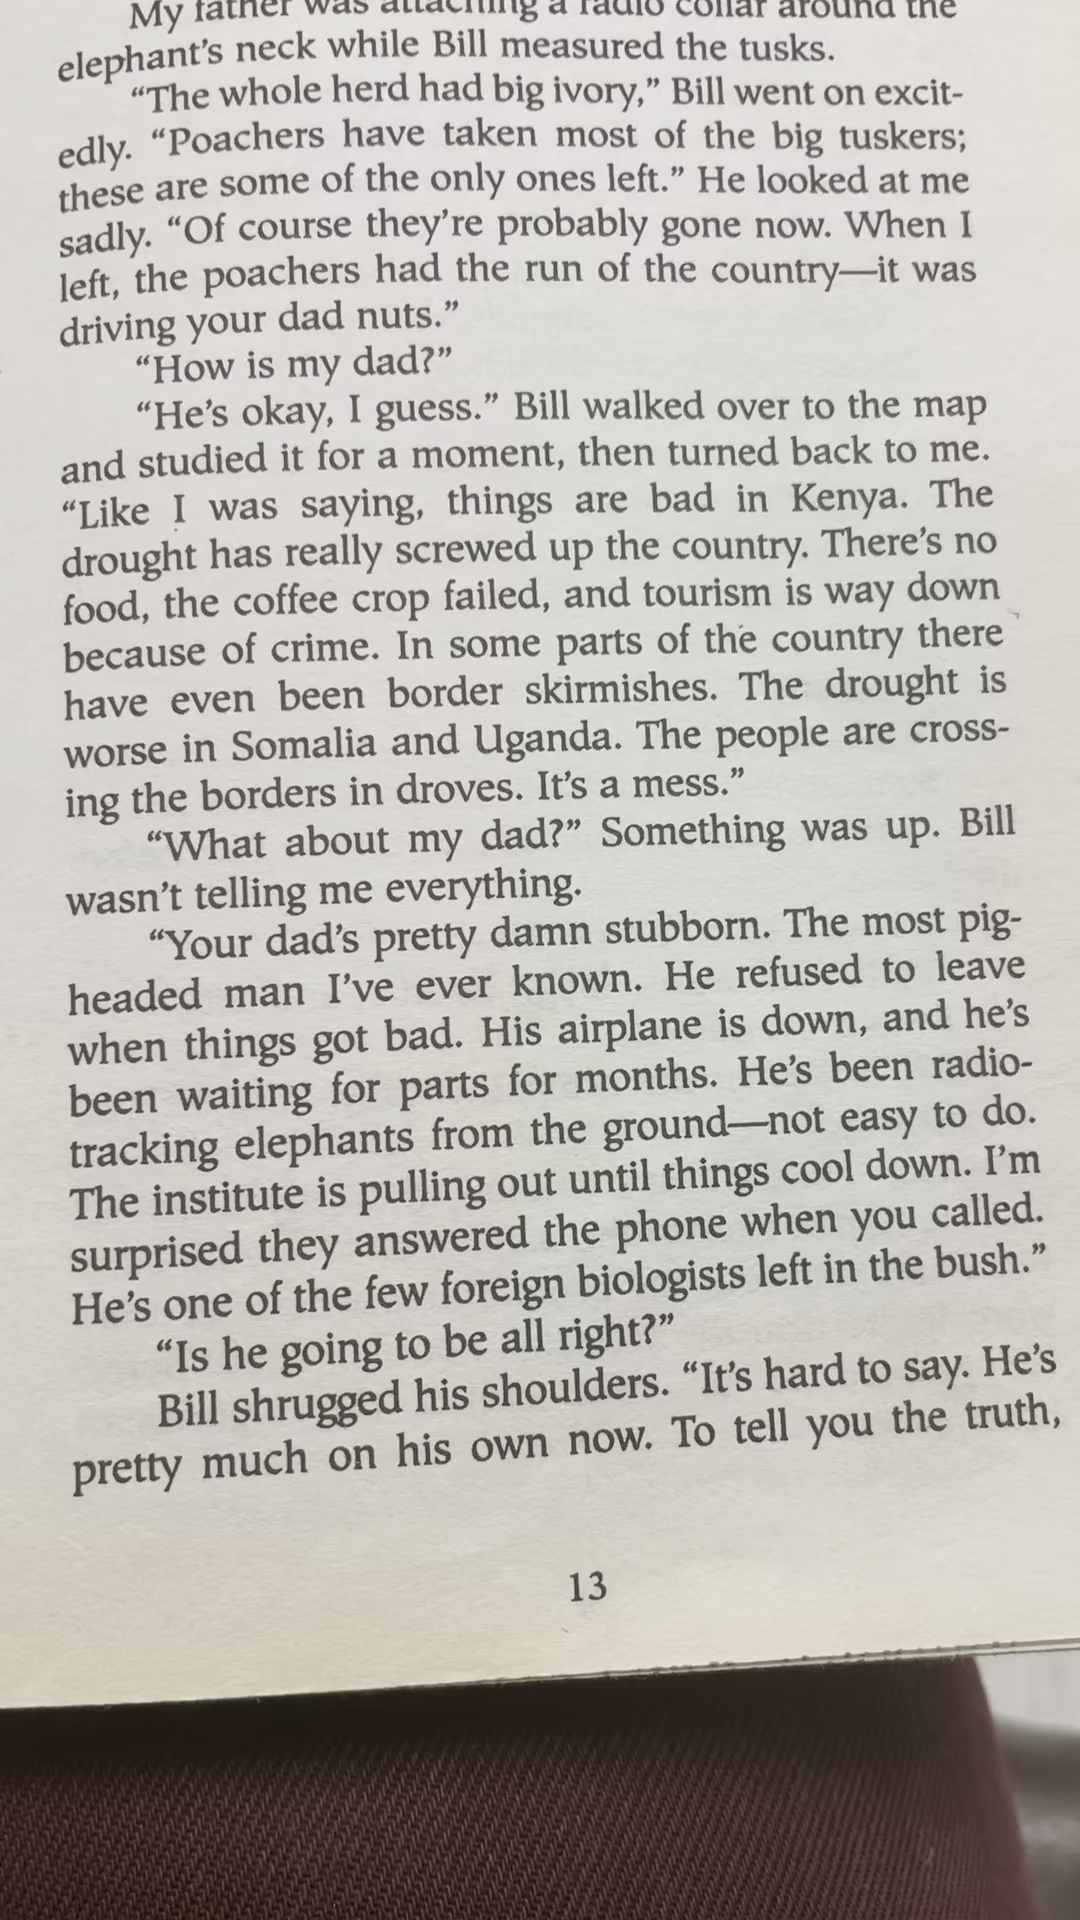 My father was attaching a radio collar around the
elephant's neck while Bill measured the tusks.
“The whole herd had big ivory,” Bill went on excit-
edly. “Poachers have taken most of the big tuskers;
these are some of the only ones left.” He looked at me
sadly. “Of course they're probably gone now. When I
left, the poachers had the run of the country—it was
driving your dad nuts.”
“How is my dad?”
“He's okay, I guess.” Bill walked over to the map
and studied it for a moment, then turned back to me.
“Like I was saying, things are bad in Kenya. The
drought has really screwed up the country. There's no
food, the coffee crop failed, and tourism is way down
because of crime. In some parts of the country there
have even been border skirmishes. The drought is
worse in Somalia and Uganda. The people are cross-
ing the borders in droves. It's a mess.”
“What about my dad?” Something was up. Bill
wasn't telling me everything.
“Your dad's pretty damn stubborn. The most pig-
headed man I've ever known. He refused to leave
when things got bad. His airplane is down, and he's
been waiting for parts for months. He's been radio-
tracking elephants from the ground—not easy to do.
The institute is pulling out until things cool down. I'm
surprised they answered the phone when you called.
He's one of the few foreign biologists left in the bush.”
“Is he going to be all right?”
Bill shrugged his shoulders. “It's hard to say. He's
pretty much on his own now. To tell you the truth,
13